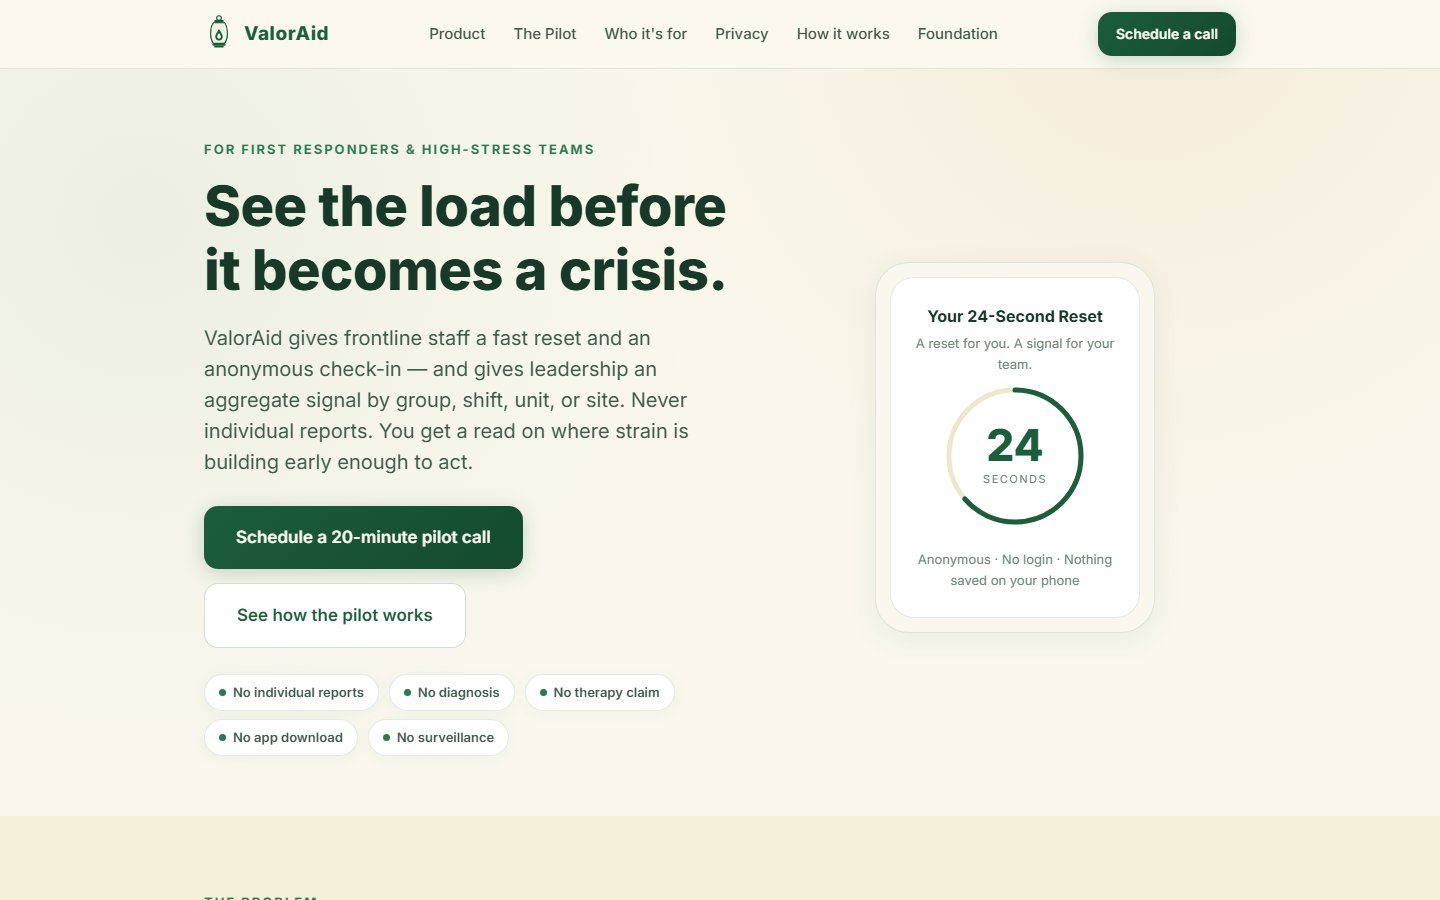 ValorAid
Product
The Pilot
Who it's for
Privacy
How it works
Foundation
Schedule a call
FOR FIRST RESPONDERS & HIGH-STRESS TEAMS
See the load before
it becomes a crisis.
ValorAid gives frontline staff a fast reset and an
anonymous check-in — and gives leadership an
aggregate signal by group, shift, unit, or site. Never
individual reports. You get a read on where strain is
building early enough to act.
Schedule a 20-minute pilot call
See how the pilot works
No individual reports
No diagnosis
No therapy claim
No app download
No surveillance
Your 24-Second Reset
A reset for you. A signal for your
team.
24
SECONDS
Anonymous · No login · Nothing
saved on your phone
THE PROBLEM